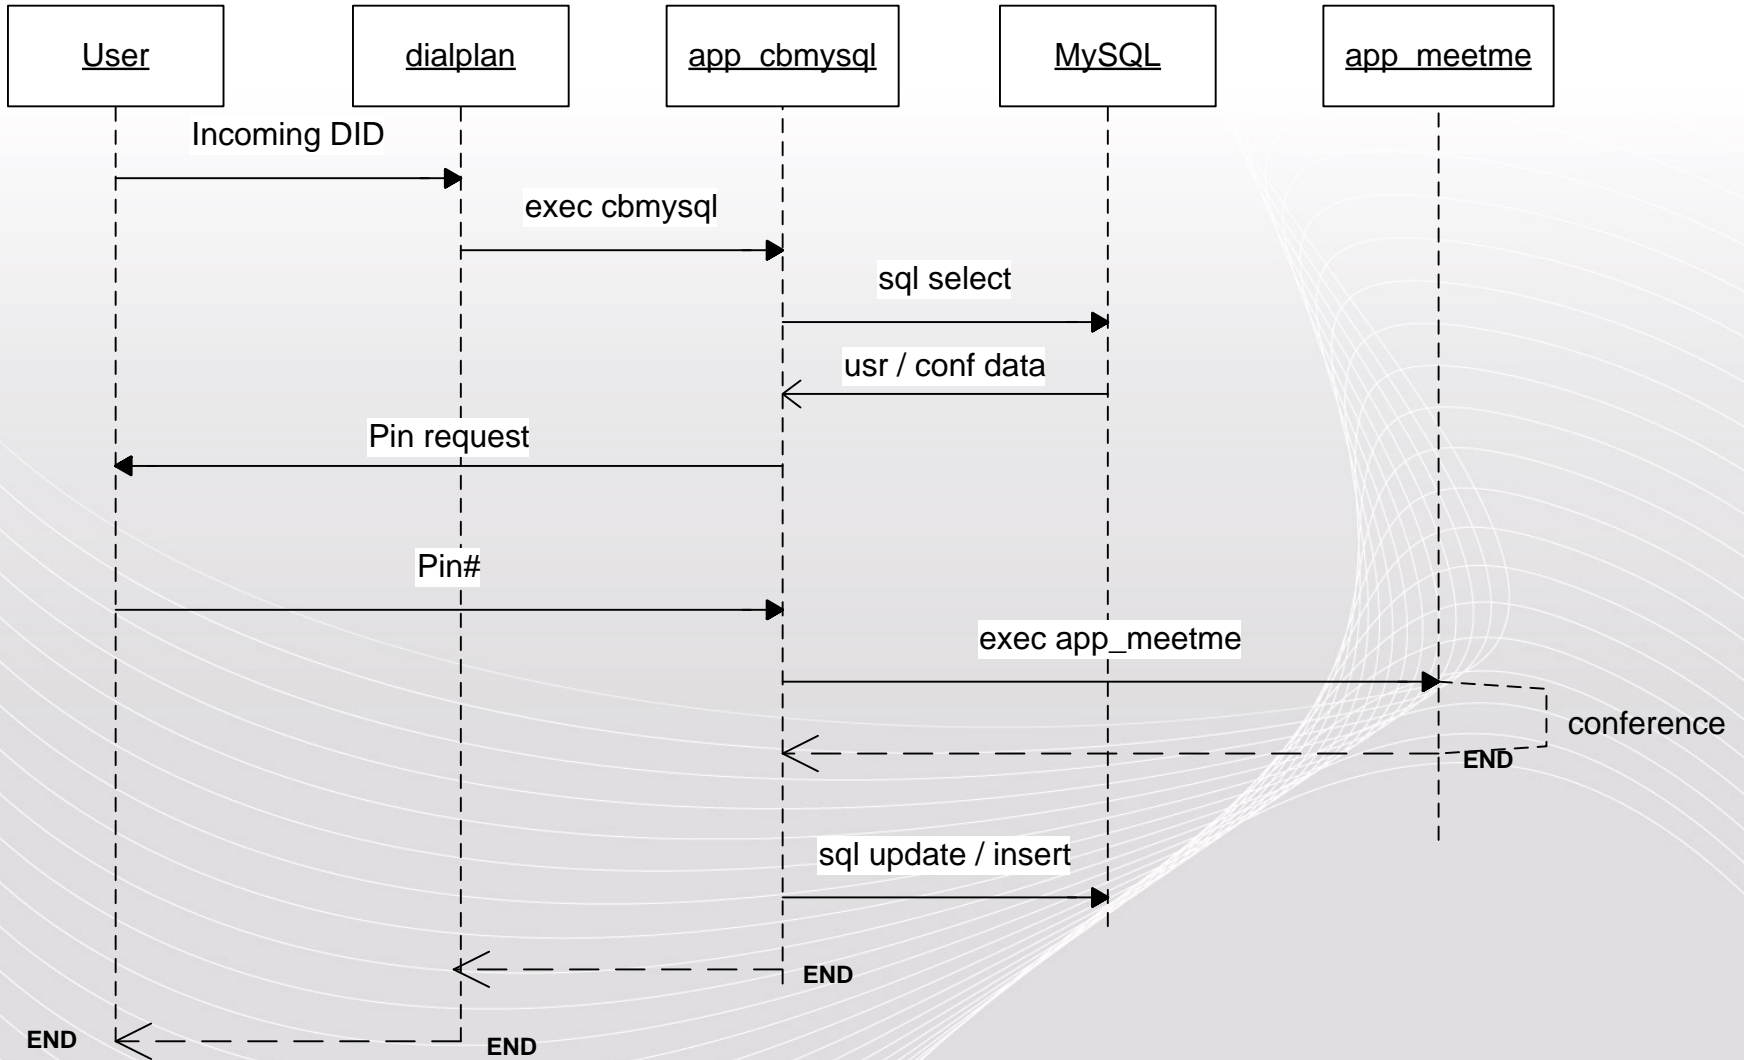 User
dialplan
app_cbmysql
MySQL
app_meetme
Incoming DID
exec cbmysql
sql select
usr / conf data
Pin request
Pin#
exec app_meetme
conference
END
sql update / insert
END
END
END